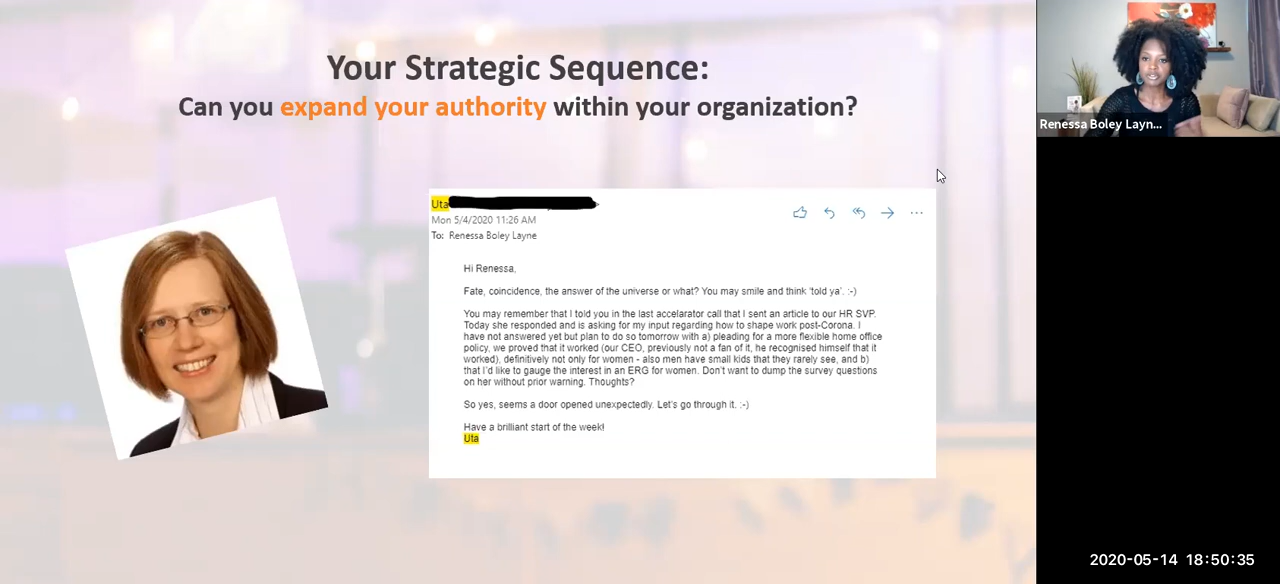 Your Strategic Sequence:
Can you expand your authority within your organization?
Uta
Mon 5/4/2020 11:26 AM
To: Renessa Boley Layne
Hi Renessa,
Fate, coincidence, the answer of the universe or what? You may smile and think 'told ya'. :-)
You may remember that I told you in the last accelarator call that I sent an article to our HR SVP.
Today she responded and is asking for my input regarding how to shape work post-Corona. I
have not answered yet but plan to do so tomorrow with a) pleading for a more flexible home office
policy, we proved that it worked (our CEO, previously not a fan of it, he recognised himself that it
worked), definitively not only for women - also men have small kids that they rarely see, and b)
that I'd like to gauge the interest in an ERG for women. Don't want to dump the survey questions
on her without prior warning. Thoughts?
So yes, seems a door opened unexpectedly. Let's go through it. :-)
Have a brilliant start of the week!
Uta
Renessa Boley Layn...
2020-05-14 18:50:35